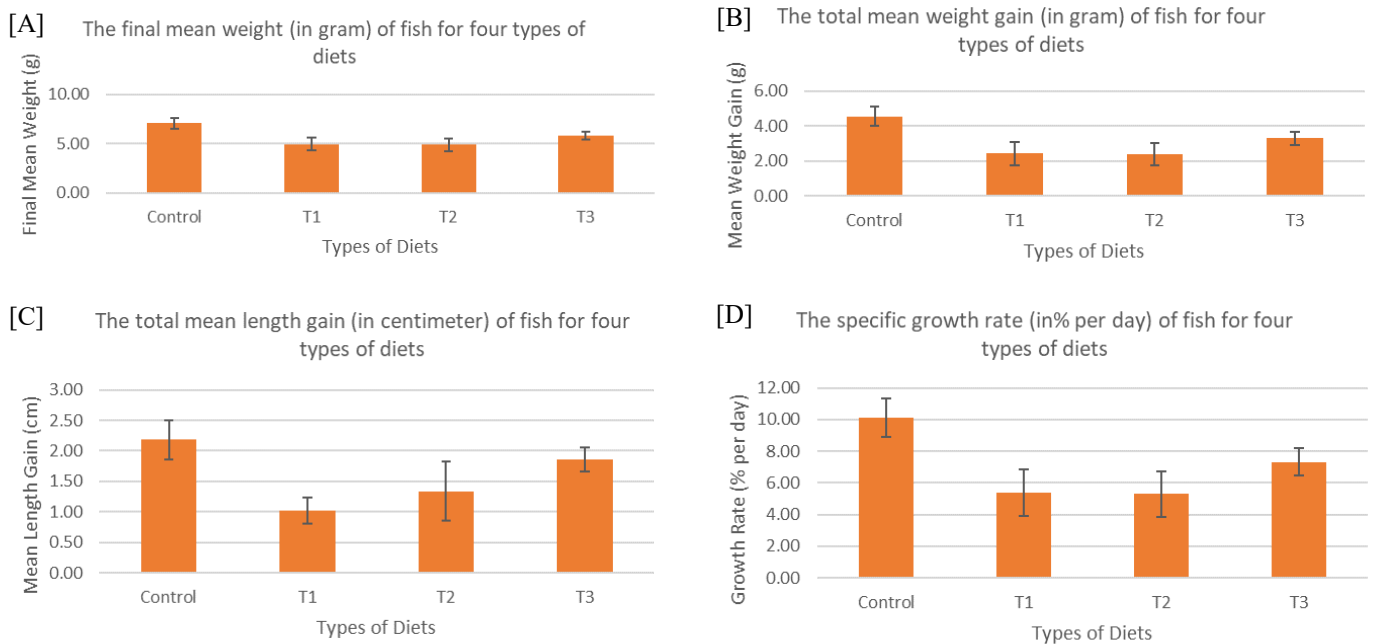 [A]
The final mean weight (in gram) of fish for four types of
diets
Final Mean Weight (g)
10.00
5.00
0.00
Control T1 T2 T3
Types of Diets
[B]
The total mean weight gain (in gram) of fish for four
types of diets
Mean Weight Gain (g)
6.00
4.00
2.00
0.00
Control T1 T2 T3
Types of Diets
[C]
The total mean length gain (in centimeter) of fish for four
types of diets
Mean Length Gain (cm)
3.00
2.50
2.00
1.50
1.00
0.50
0.00
Control T1 T2 T3
Types of Diets
[D]
The specific growth rate (in% per day) of fish for four
types of diets
Growth Rate (% per day)
12.00
10.00
8.00
6.00
4.00
2.00
0.00
Control T1 T2 T3
Types of Diets